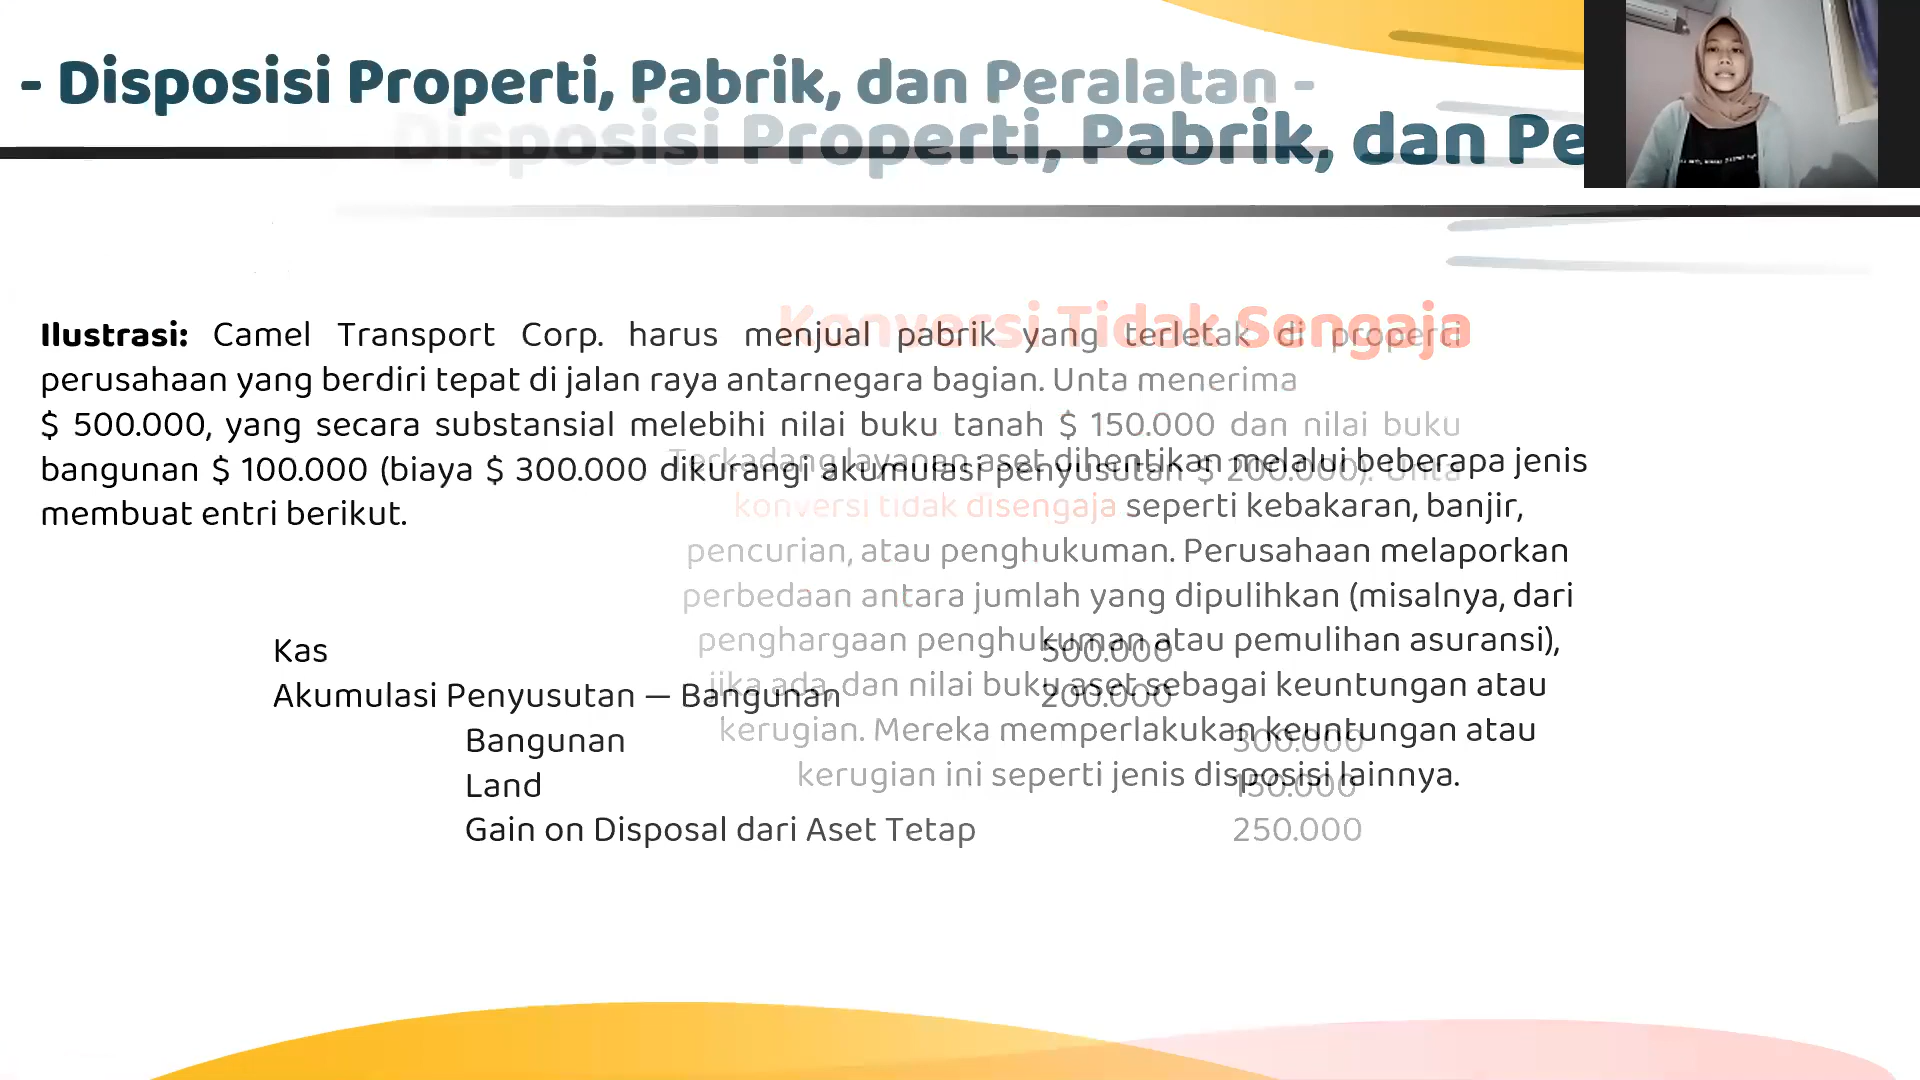 - Disposisi Properti, Pabrik, dan Peralatan -
Disposisi Properti, Pabrik, dan Pe
Konversi Tidak Sengaja
Ilustrasi: Camel Transport Corp. harus menjual pabrik yang terletak di properti
perusahaan yang berdiri tepat di jalan raya antarnegara bagian. Unta menerima
$ 500.000, yang secara substansial melebihi nilai buku tanah $ 150.000 dan nilai buku
bangunan $ 100.000 (biaya $ 300.000 dikurangi akumulasi penyusutan $ 200.000). Unta
membuat entri berikut.
Terkadang layanan aset dihentikan melalui beberapa jenis
konversi tidak disengaja seperti kebakaran, banjir,
pencurian, atau penghukuman. Perusahaan melaporkan
perbedaan antara jumlah yang dipulihkan (misalnya, dari
penghargaan penghukuman atau pemulihan asuransi),
jika ada, dan nilai buku aset sebagai keuntungan atau
kerugian. Mereka memperlakukan keuntungan atau
kerugian ini seperti jenis disposisi lainnya.
Kas 500.000
Akumulasi Penyusutan — Bangunan 200.000
Bangunan 300.000
Land 150.000
Gain on Disposal dari Aset Tetap 250.000